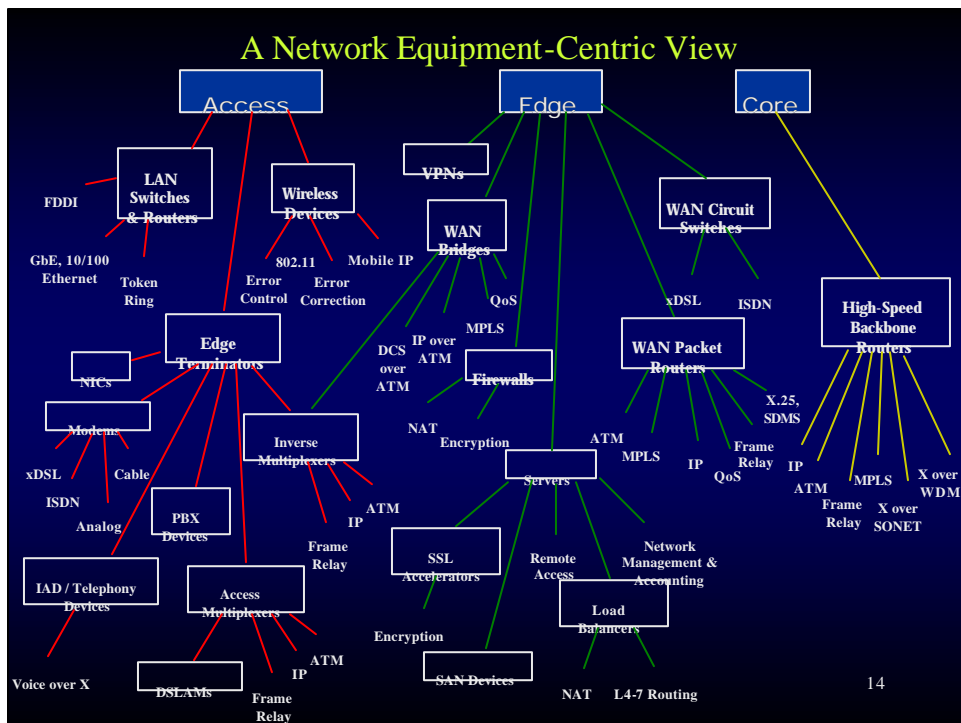 A Network Equipment-Centric View
Access
Edge
Core
LAN
Switches
& Routers
FDDI
GbE, 10/100
Ethernet
Token
Ring
Wireless
Devices
802.11
Error
Control
Error
Correction
Mobile IP
VPNs
WAN
Bridges
QoS
MPLS
IP over
ATM
DCS
over
ATM
WAN Circuit
Switches
xDSL
ISDN
High-Speed
Backbone
Routers
Edge
Terminators
NICs
Modems
xDSL
ISDN
Analog
Cable
PBX
Devices
Inverse
Multiplexers
Frame
Relay
IP
ATM
Firewalls
NAT
Encryption
WAN Packet
Routers
ATM
MPLS
IP
QoS
Frame
Relay
X.25,
SDMS
IP
ATM
Frame
Relay
MPLS
X over
SONET
X over
WDM
Servers
SSL
Accelerators
Encryption
Remote
Access
Network
Management &
Accounting
Load
Balancers
NAT
L4-7 Routing
SAN Devices
IAD / Telephony
Devices
Voice over X
Access
Multiplexers
DSLAMs
Frame
Relay
IP
ATM
14